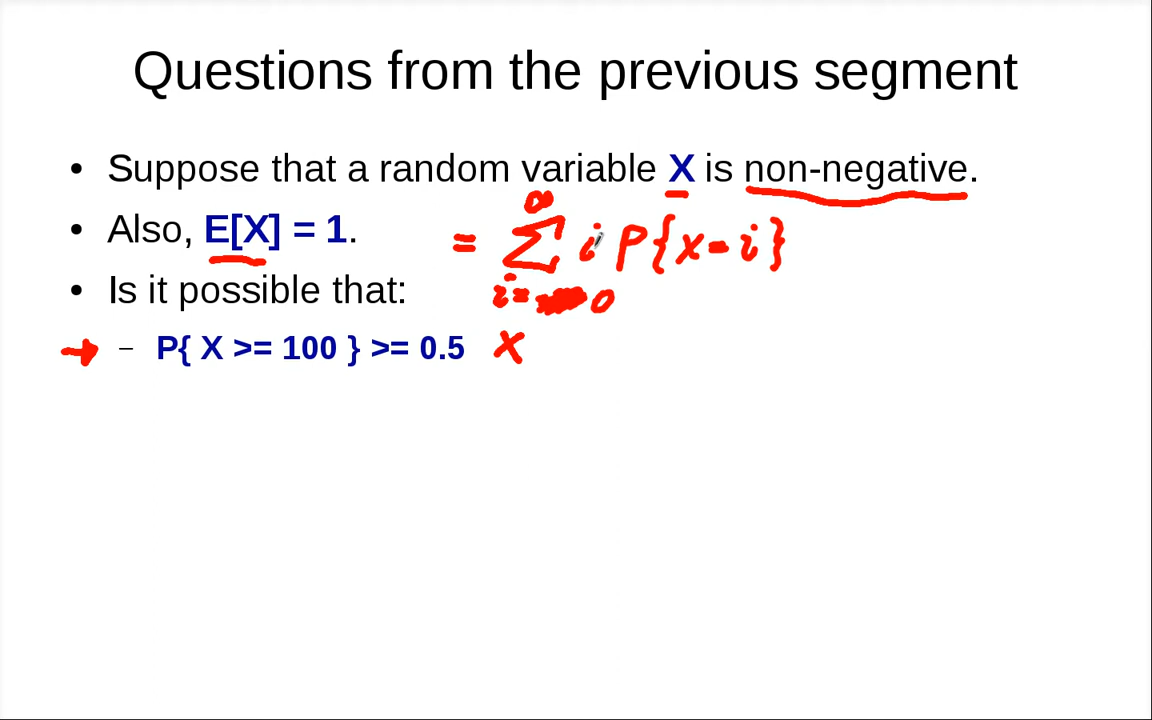 Questions from the previous segment
• Suppose that a random variable X is non-negative.
• Also, E[X] = 1. = ∞ Σ i=0 i P{x=i}
• Is it possible that:
→ – P{ X >= 100 } >= 0.5 X